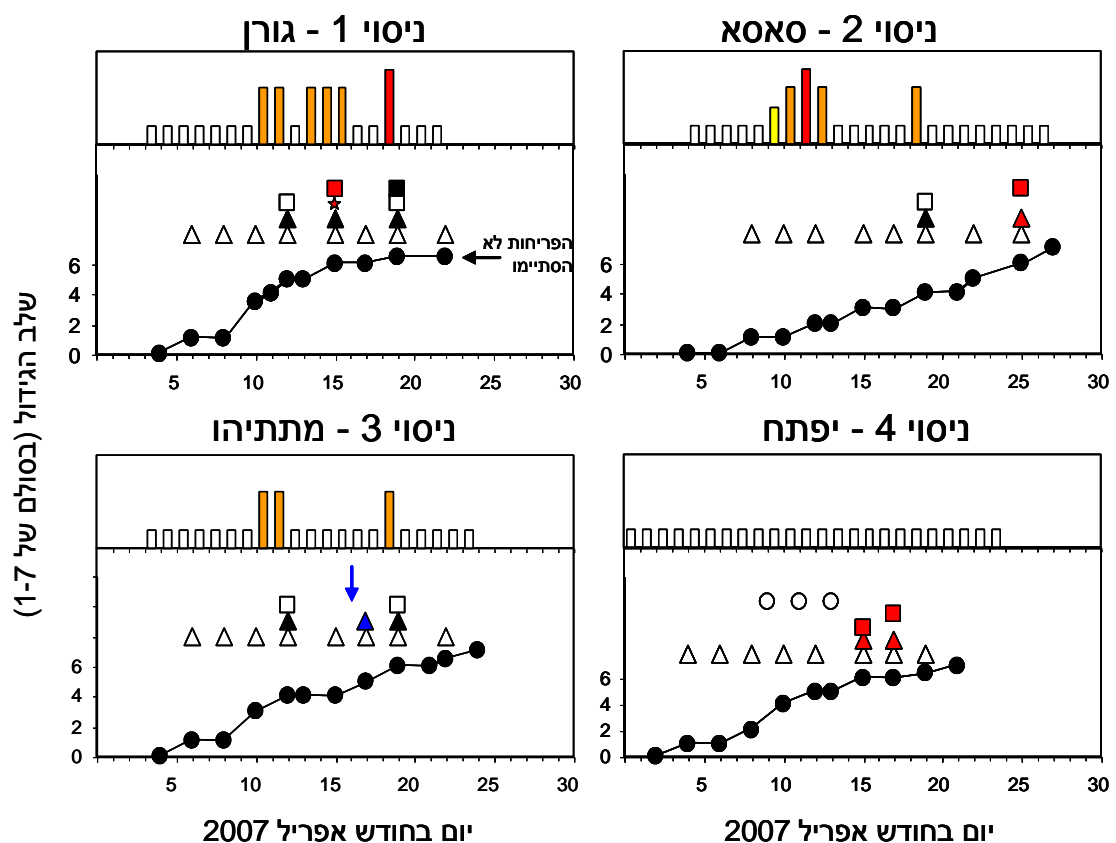 ניסוי 1 - גורן
הפריחות לא
הסתיימו
6
4
2
0
5 10 15 20 25 30
ניסוי 2 - סאסא
6
4
2
0
5 10 15 20 25 30
ניסוי 3 - מתתיהו
6
4
2
0
5 10 15 20 25 30
יום בחודש אפריל 2007
ניסוי 4 - יפתח
6
4
2
0
5 10 15 20 25 30
יום בחודש אפריל 2007
שלב הגידול (בסולם של 1-7)